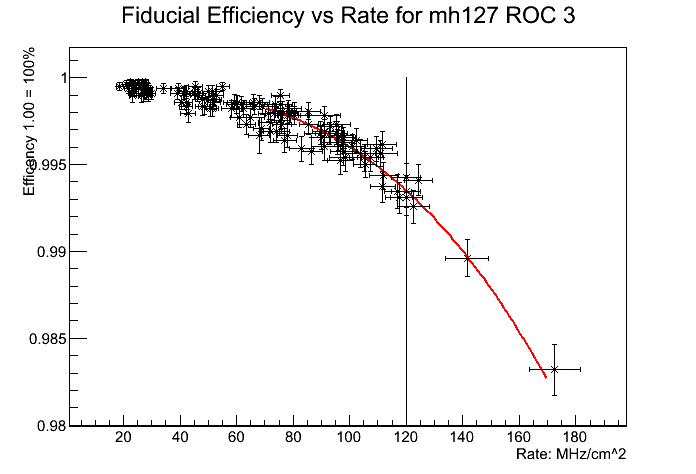 Fiducial Efficiency vs Rate for mh127 ROC 3
Efficency 1.00 = 100%
1
0.995
0.99
0.985
0.98
20 40 60 80 100 120 140 160 180
Rate: MHz/cm^2